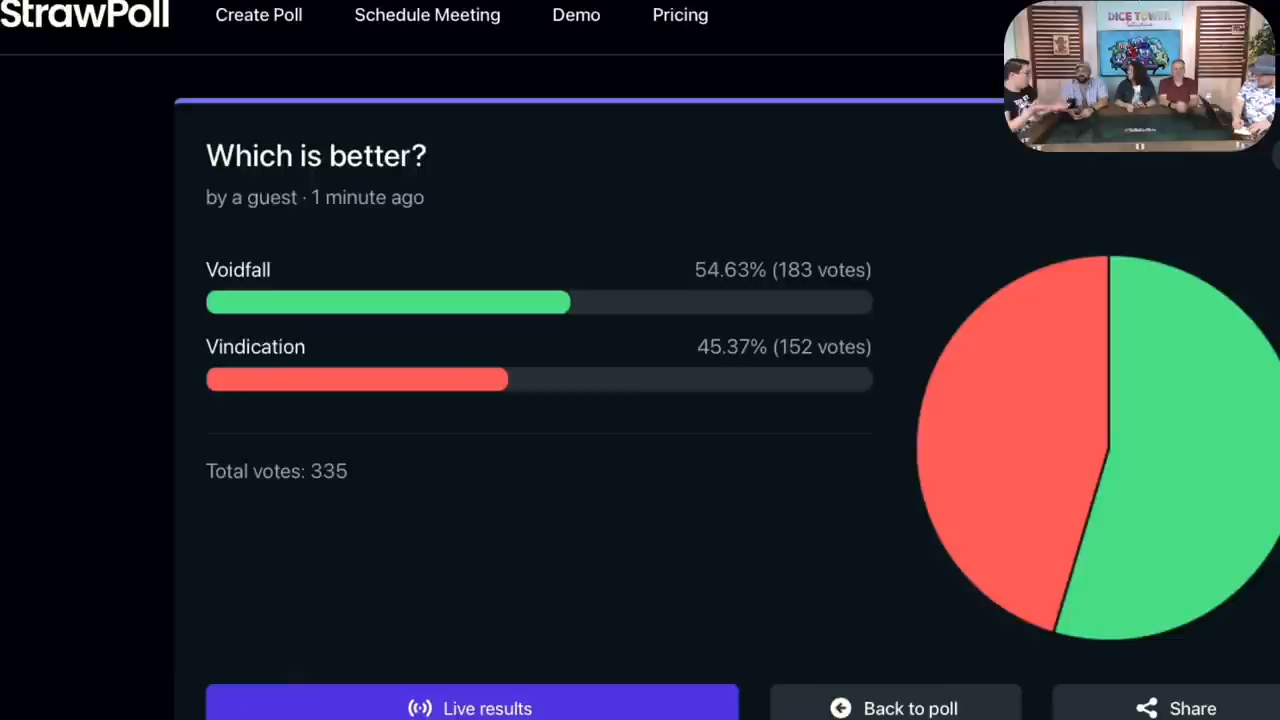 StrawPoll
Create Poll
Schedule Meeting
Demo
Pricing
DICE TOWER
Which is better?
by a guest · 1 minute ago
Voidfall
54.63% (183 votes)
Vindication
45.37% (152 votes)
Total votes: 335
Live results
Back to poll
Share